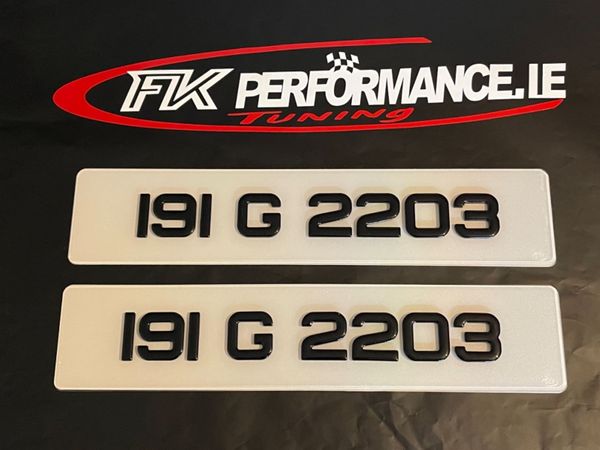 FK PERFORMANCE.IE
TUNING
191 G 2203
191 G 2203